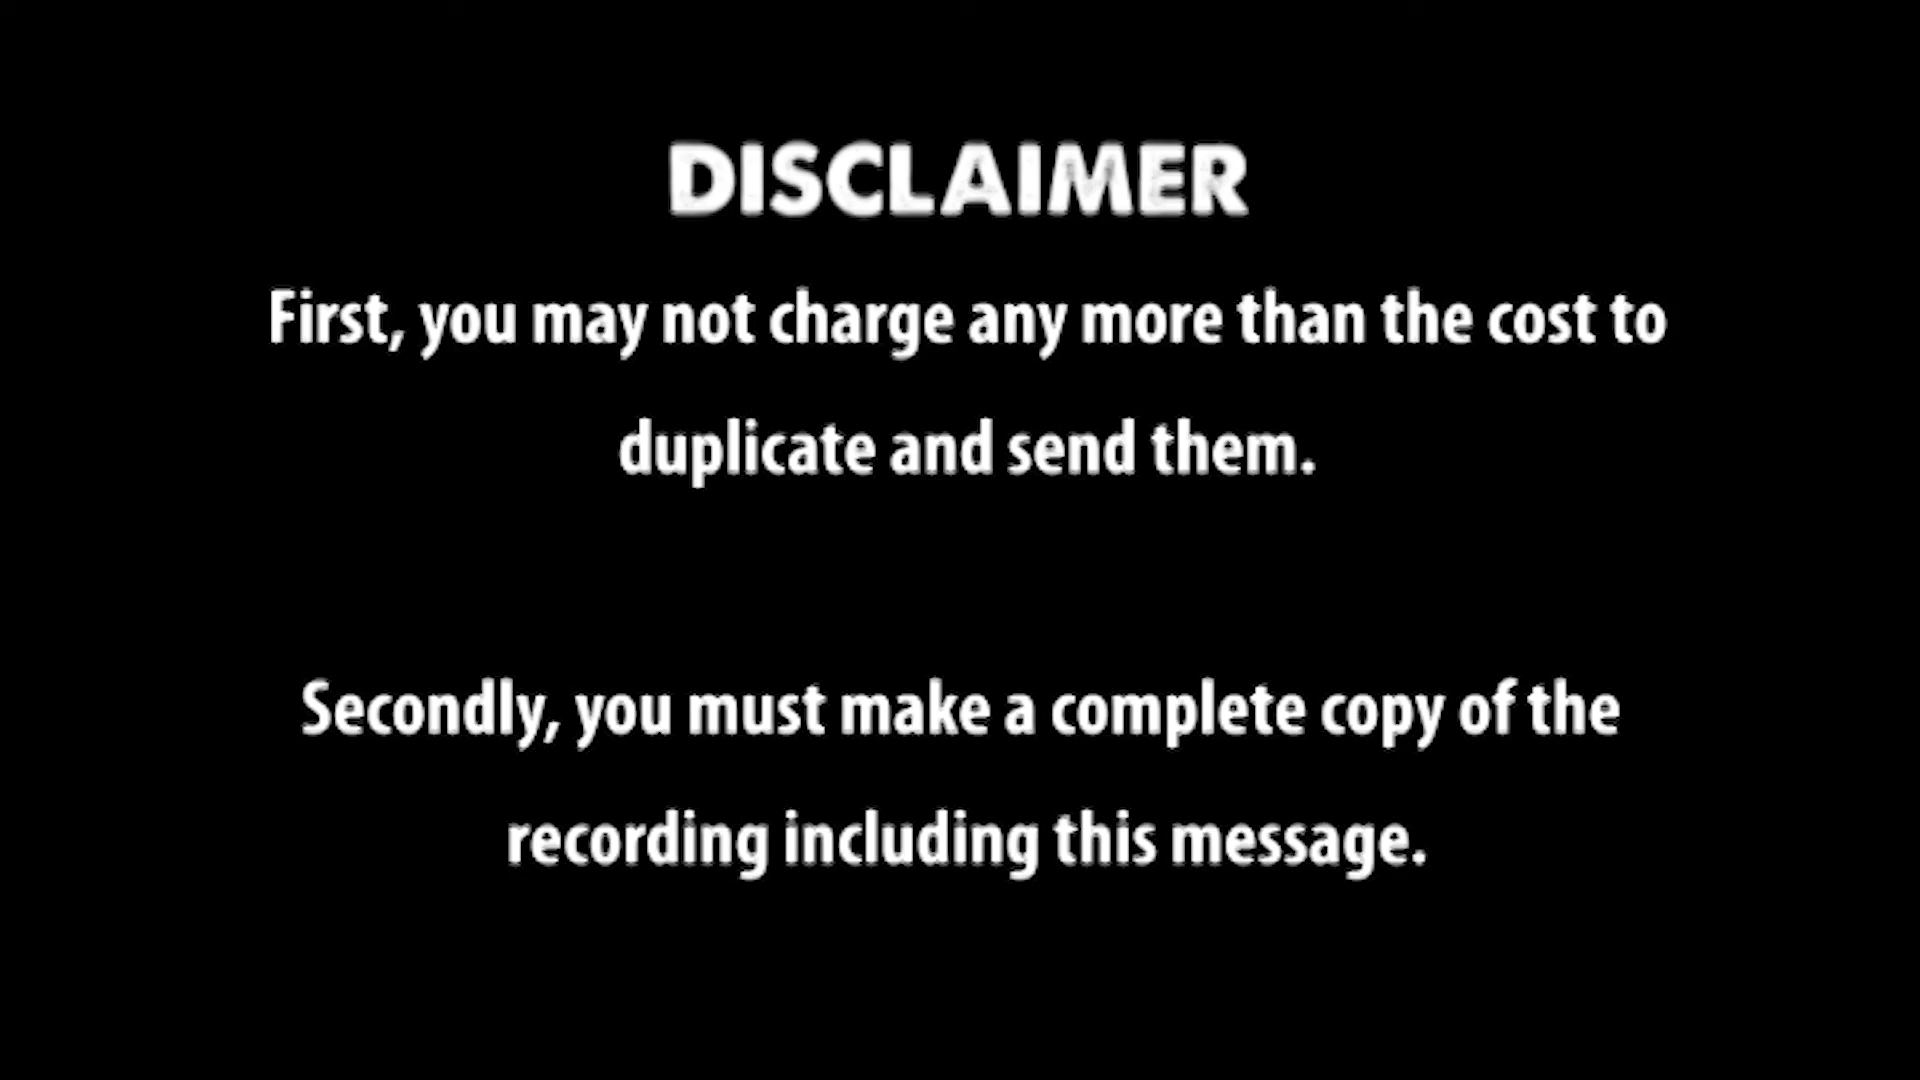 DISCLAIMER
First, you may not charge any more than the cost to
duplicate and send them.
Secondly, you must make a complete copy of the
recording including this message.